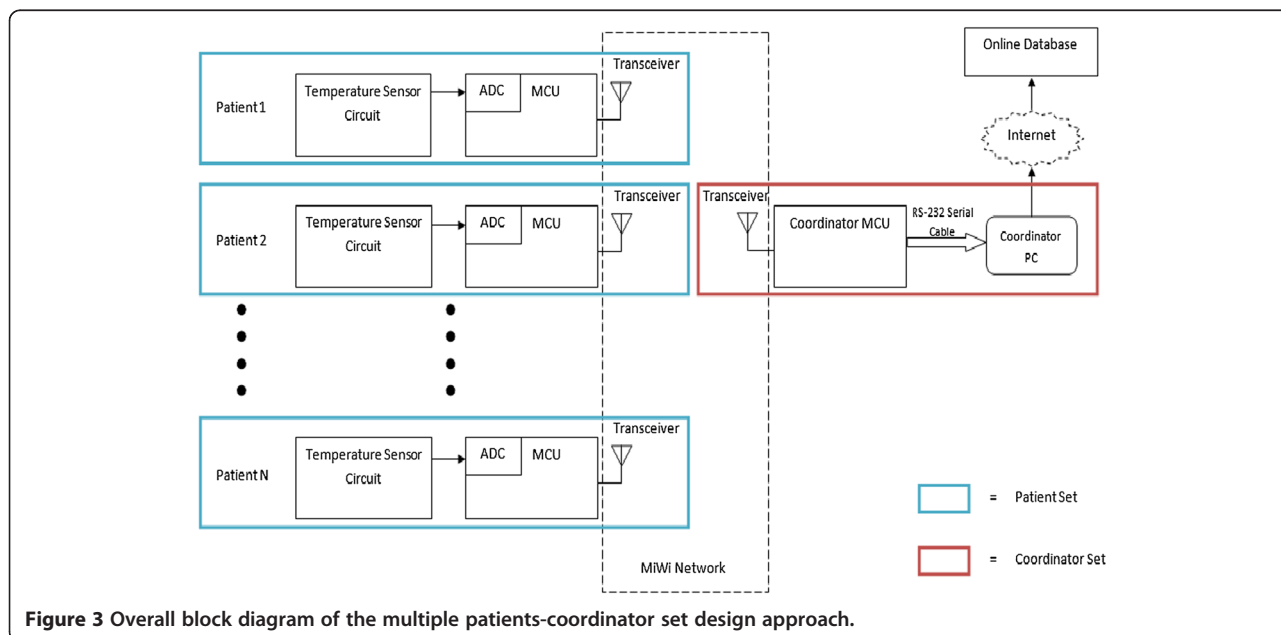 Patient 1
Temperature Sensor
Circuit
ADC
MCU
Transceiver
Online Database
Internet
Patient 2
Temperature Sensor
Circuit
ADC
MCU
Transceiver
Transceiver
Coordinator MCU
RS-232 Serial
Cable
Coordinator
PC
Patient N
Temperature Sensor
Circuit
ADC
MCU
Transceiver
MiWi Network
= Patient Set
= Coordinator Set
Figure 3 Overall block diagram of the multiple patients-coordinator set design approach.